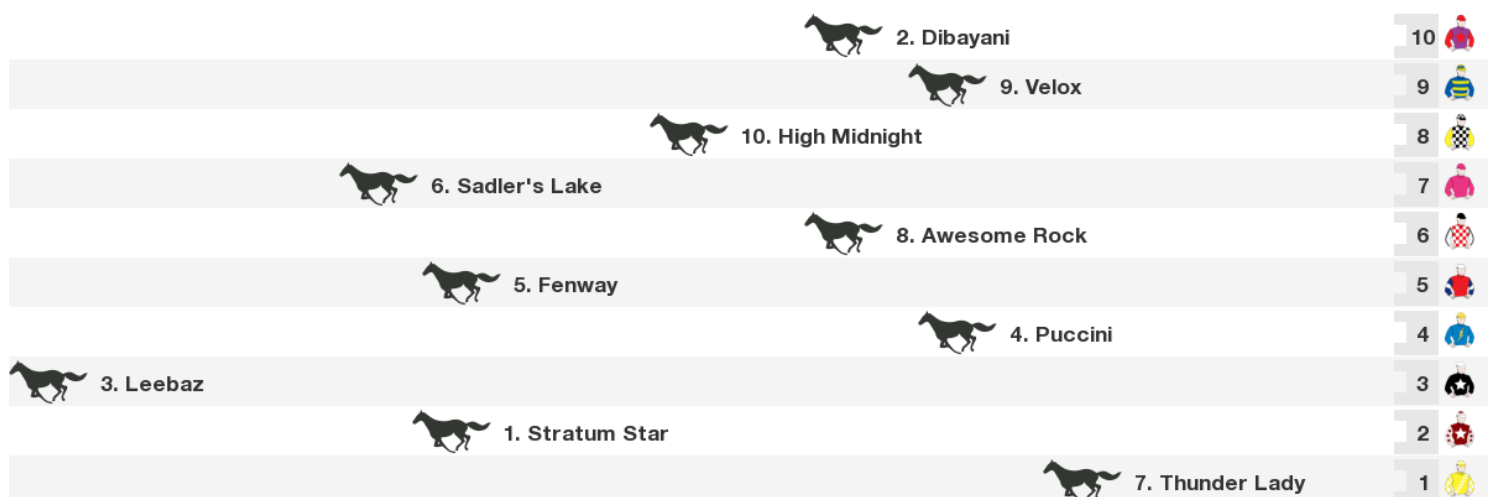 2. Dibayani 10
9. Velox 9
10. High Midnight 8
6. Sadler's Lake 7
8. Awesome Rock 6
5. Fenway 5
4. Puccini 4
3. Leebaz 3
1. Stratum Star 2
7. Thunder Lady 1